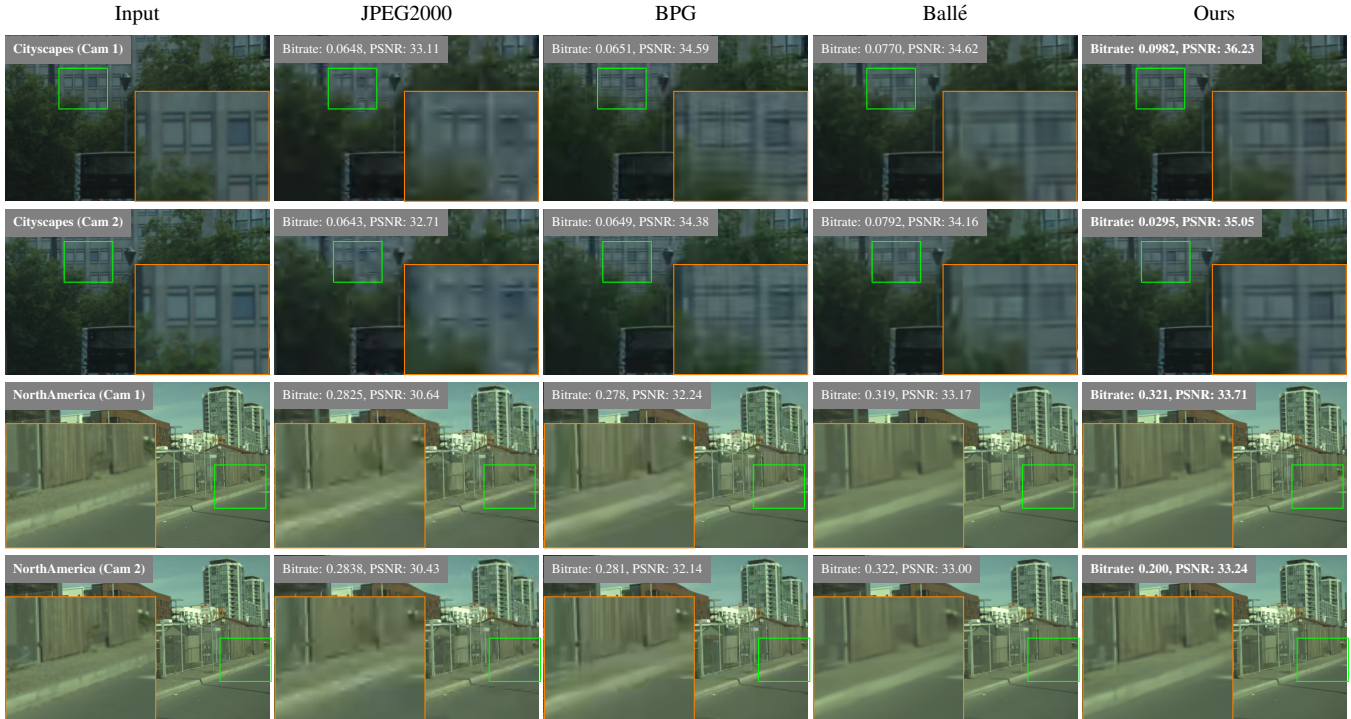 Input JPEG2000 BPG Ballé Ours
Cityscapes (Cam 1) Bitrate: 0.0648, PSNR: 33.11 Bitrate: 0.0651, PSNR: 34.59 Bitrate: 0.0770, PSNR: 34.62 Bitrate: 0.0982, PSNR: 36.23
Cityscapes (Cam 2) Bitrate: 0.0643, PSNR: 32.71 Bitrate: 0.0649, PSNR: 34.38 Bitrate: 0.0792, PSNR: 34.16 Bitrate: 0.0295, PSNR: 35.05
NorthAmerica (Cam 1) Bitrate: 0.2825, PSNR: 30.64 Bitrate: 0.278, PSNR: 32.24 Bitrate: 0.319, PSNR: 33.17 Bitrate: 0.321, PSNR: 33.71
NorthAmerica (Cam 2) Bitrate: 0.2838, PSNR: 30.43 Bitrate: 0.281, PSNR: 32.14 Bitrate: 0.322, PSNR: 33.00 Bitrate: 0.200, PSNR: 33.24